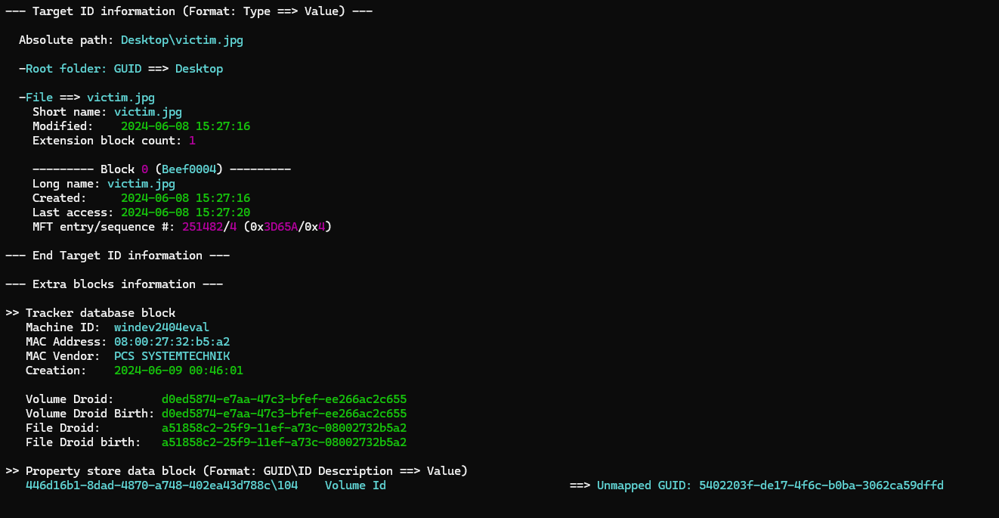 --- Target ID information (Format: Type ==> Value) ---
Absolute path: Desktop\victim.jpg
-Root folder: GUID ==> Desktop
-File ==> victim.jpg
Short name: victim.jpg
Modified: 2024-06-08 15:27:16
Extension block count: 1
--------- Block 0 (Beef0004) ---------
Long name: victim.jpg
Created: 2024-06-08 15:27:16
Last access: 2024-06-08 15:27:20
MFT entry/sequence #: 251482/4 (0x3D65A/0x4)
--- End Target ID information ---
--- Extra blocks information ---
>> Tracker database block
Machine ID: windev2404eval
MAC Address: 08:00:27:32:b5:a2
MAC Vendor: PCS SYSTEMTECHNIK
Creation: 2024-06-09 00:46:01
Volume Droid: d0ed5874-e7aa-47c3-bfef-ee266ac2c655
Volume Droid Birth: d0ed5874-e7aa-47c3-bfef-ee266ac2c655
File Droid: a51858c2-25f9-11ef-a73c-08002732b5a2
File Droid birth: a51858c2-25f9-11ef-a73c-08002732b5a2
>> Property store data block (Format: GUID\ID Description ==> Value)
446d16b1-8dad-4870-a748-402ea43d788c\104 Volume Id ==> Unmapped GUID: 5402203f-de17-4f6c-b0ba-3062ca59dffd